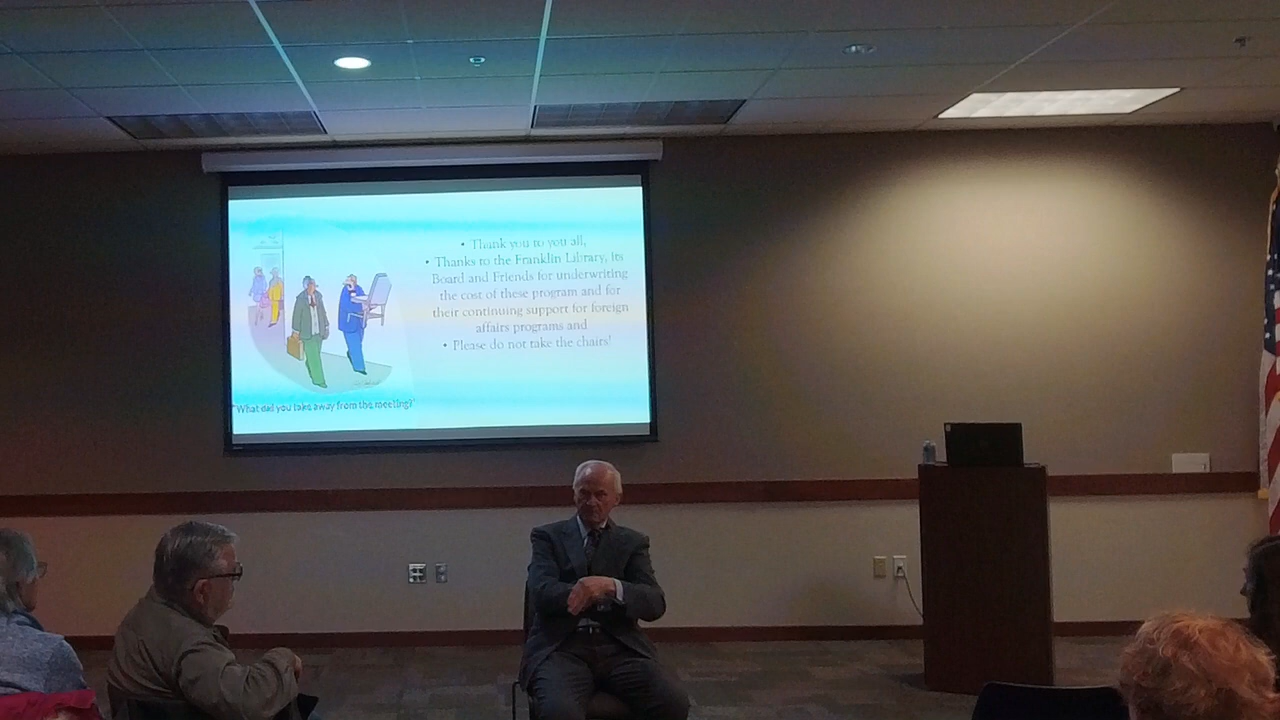 • Thank you to you all,
• Thanks to the Franklin Library, its
Board and Friends for underwriting
the cost of these program and for
their continuing support for foreign
affairs programs and
• Please do not take the chairs!
"What did you take away from the meeting?"